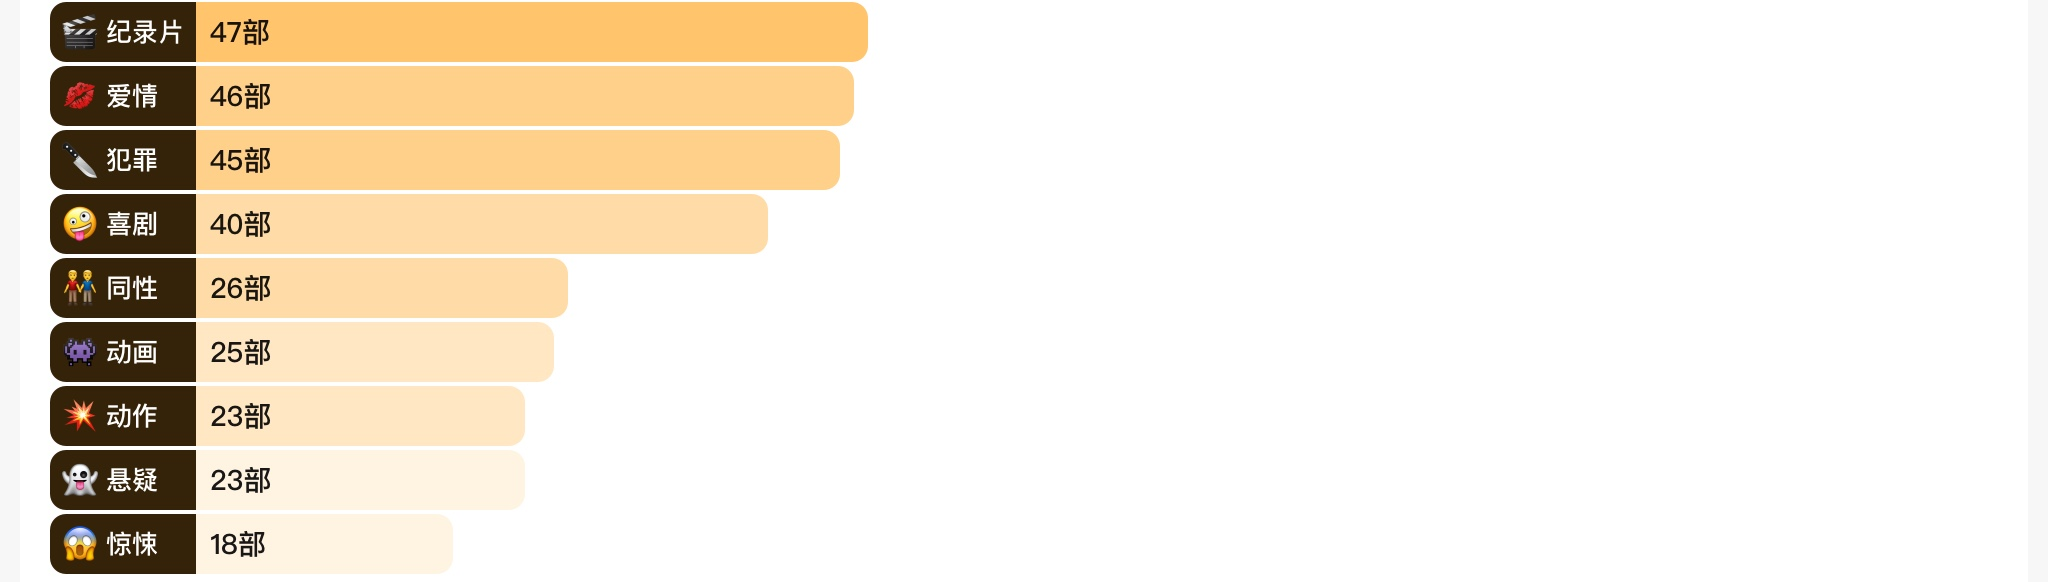 纪录片 47部
爱情 46部
犯罪 45部
喜剧 40部
同性 26部
动画 25部
动作 23部
悬疑 23部
惊悚 18部